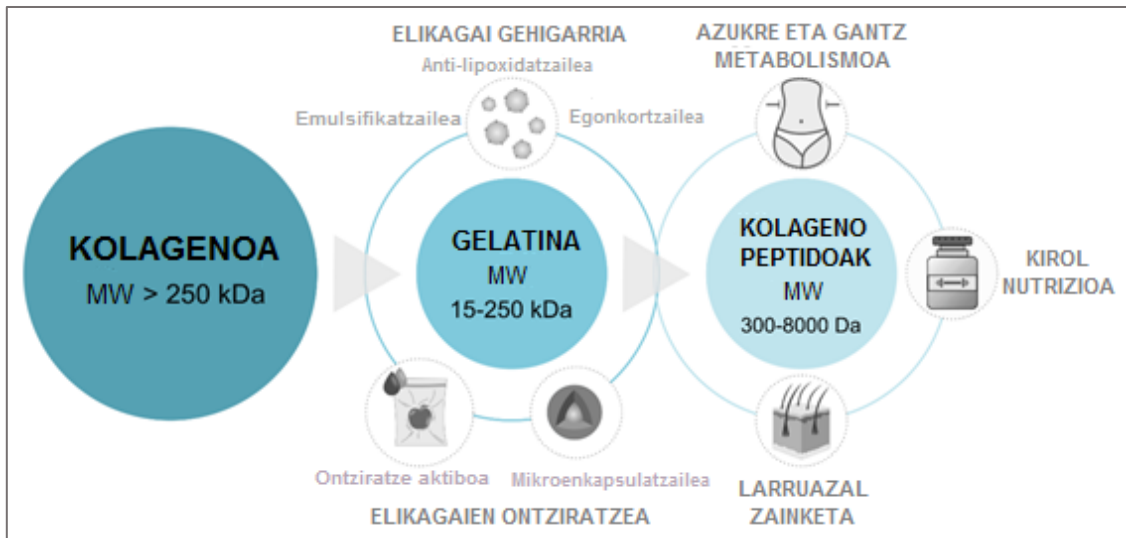 KOLAGENOA
MW > 250 kDa
ELIKAGAI GEHIGARRIA
Anti-lipoxidatzailea
Emulsifikatzailea
Egonkortzailea
GELATINA
MW
15-250 kDa
Ontziratze aktiboa
Mikroenkapsulatzailea
ELIKAGAIEN ONTZIRATZEA
AZUKRE ETA GANTZ
METABOLISMOA
KOLAGENO
PEPTIDOAK
MW
300-8000 Da
KIROL
NUTRIZIOA
LARRUAZAL
ZAINKETA